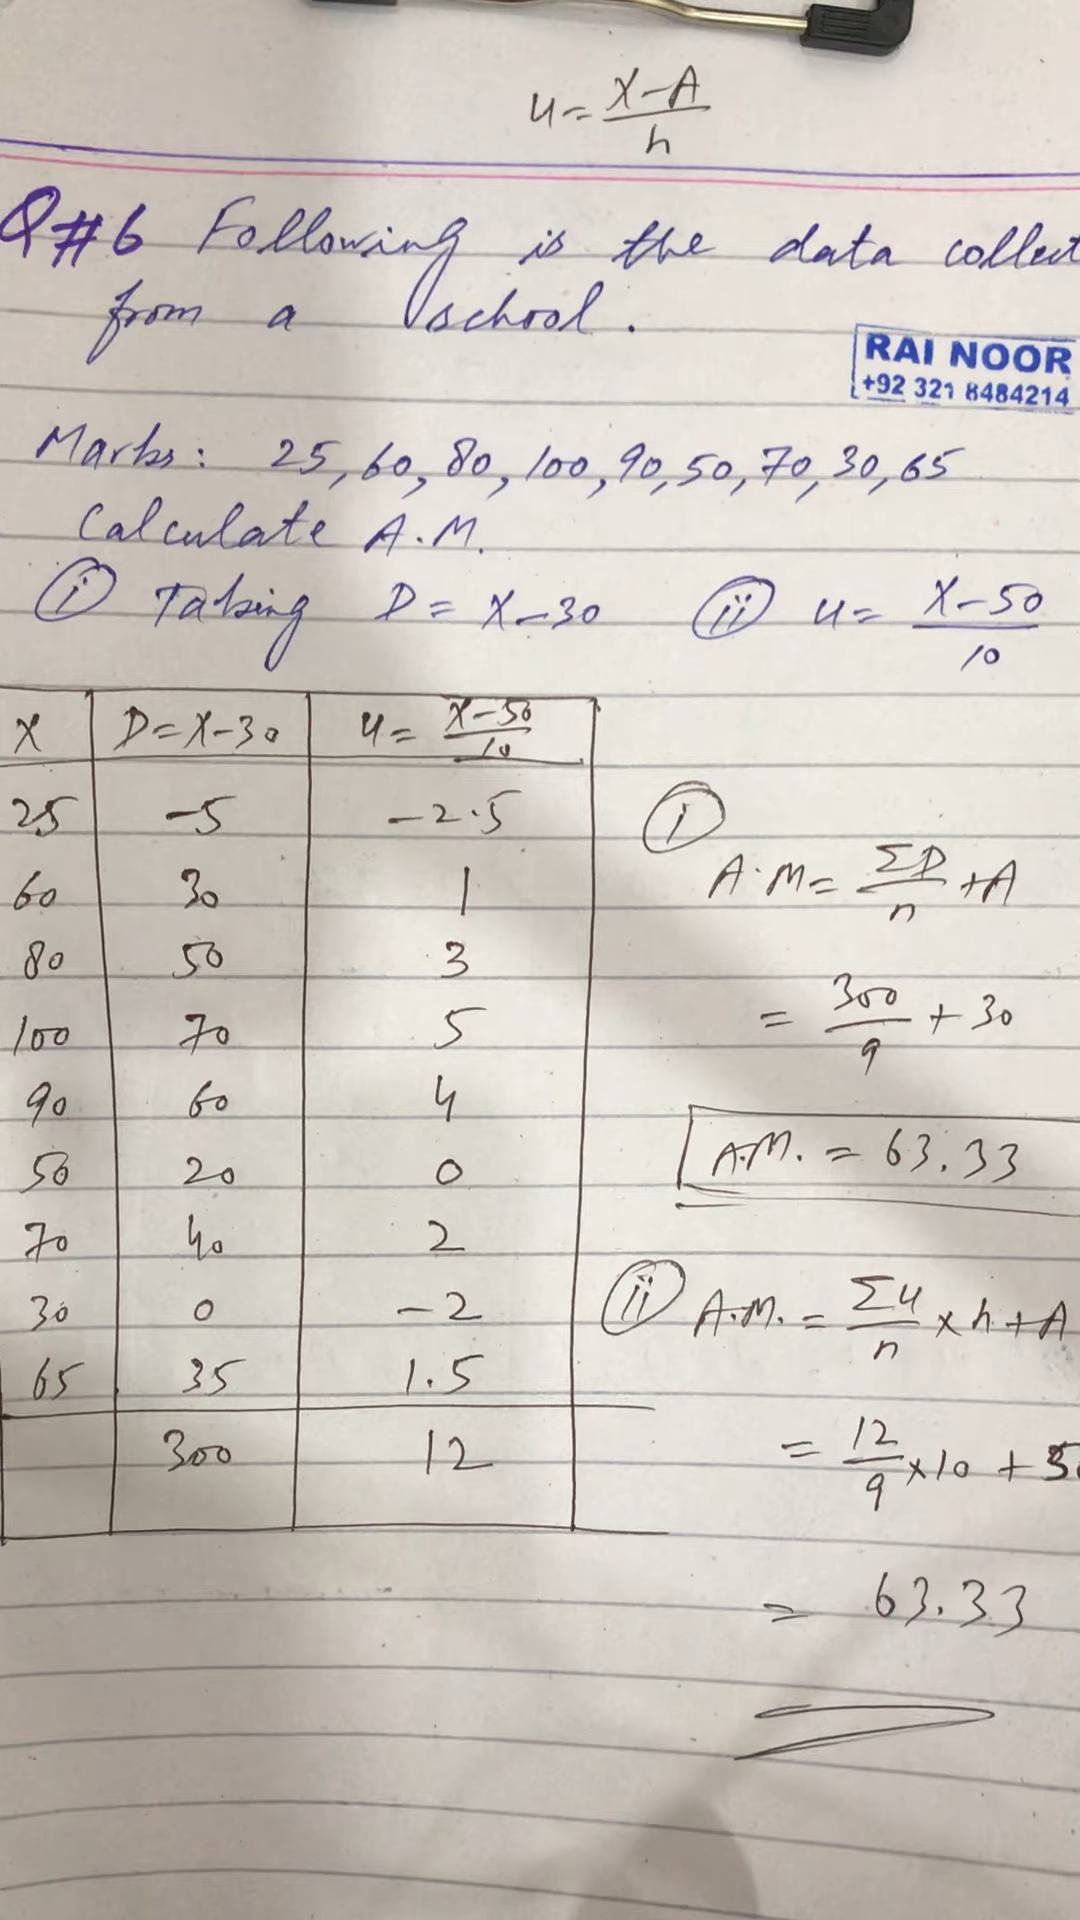 u = X-A
h
Q#6 Following is the data collect
from a school.
RAI NOOR
+92 321 8484214
Marks: 25, 60, 80, 100, 90, 50, 70, 30, 65
Calculate A.M.
(i) Taking D = X-30 (ii) u = X-50
10
X D=X-30 u = X-50
10
25 -5 -2.5
60 30 1
80 50 3
100 70 5
90 60 4
50 20 0
70 40 2
30 0 -2
65 35 1.5
300 12
(i)
A.M = ΣD + A
n
= 300 + 30
9
A.M. = 63.33
(ii) A.M. = Σu × h + A
n
= 12 × 10 + 50
9
= 63.33